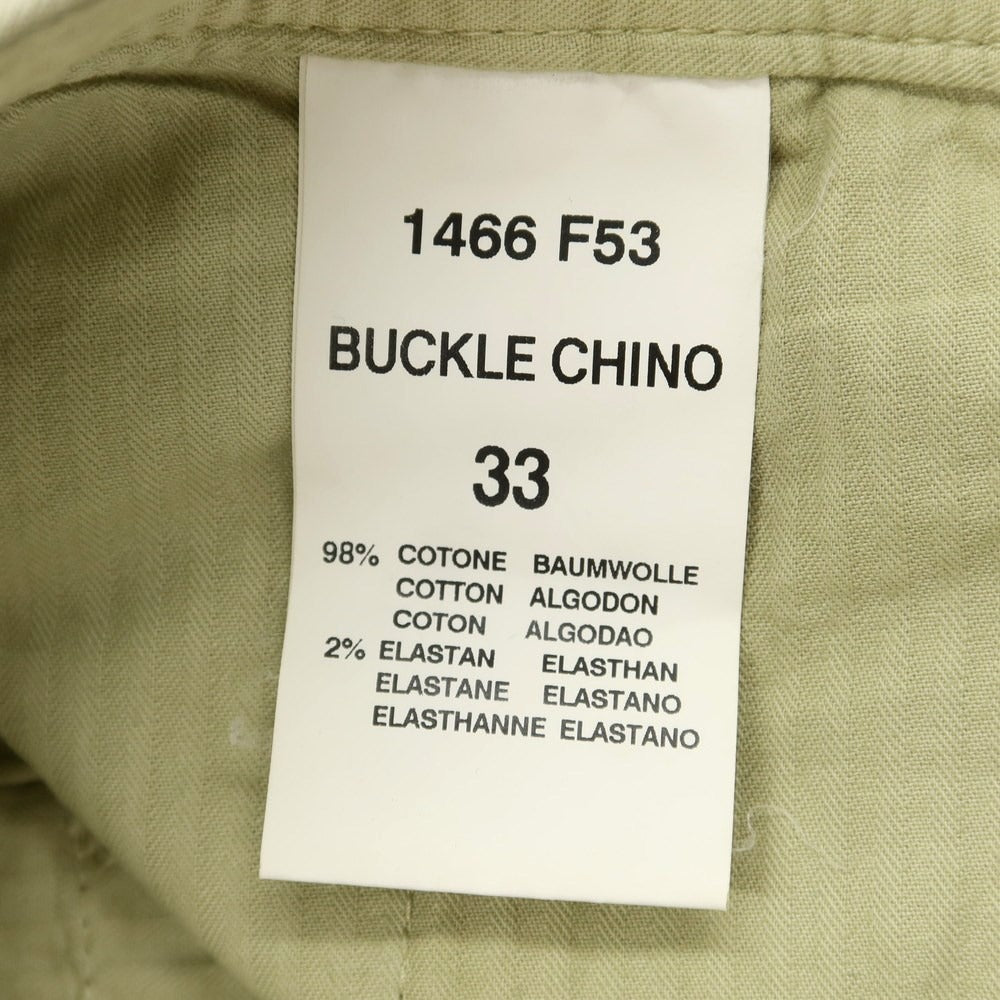 1466 F53
BUCKLE CHINO
33
98% COTONE BAUMWOLLE
COTTON ALGODON
COTON ALGODAO
2% ELASTAN ELASTHAN
ELASTANE ELASTANO
ELASTHANNE ELASTANO